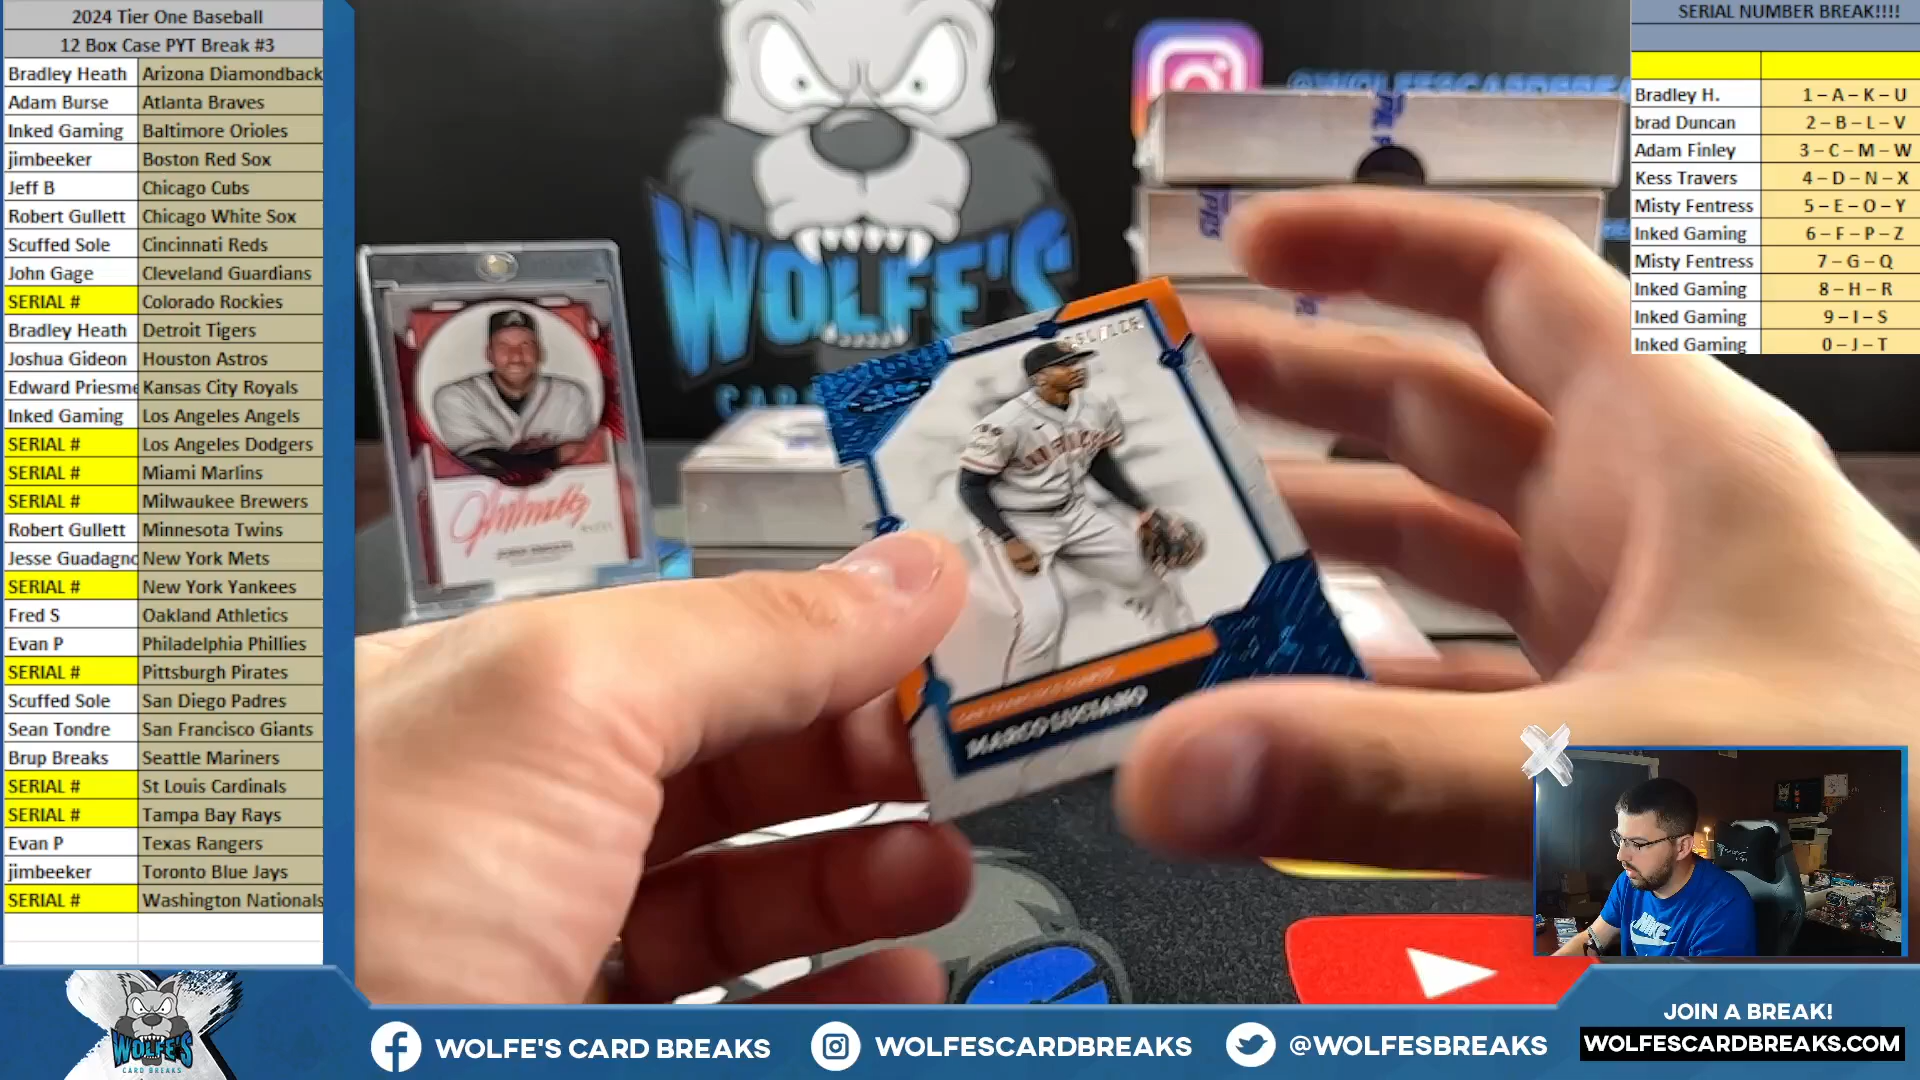 2024 Tier One Baseball
12 Box Case PYT Break #3
Bradley Heath Arizona Diamondback
Adam Burse Atlanta Braves
Inked Gaming Baltimore Orioles
jimbeeker Boston Red Sox
Jeff B Chicago Cubs
Robert Gullett Chicago White Sox
Scuffed Sole Cincinnati Reds
John Gage Cleveland Guardians
SERIAL # Colorado Rockies
Bradley Heath Detroit Tigers
Joshua Gideon Houston Astros
Edward Priesme Kansas City Royals
Inked Gaming Los Angeles Angels
SERIAL # Los Angeles Dodgers
SERIAL # Miami Marlins
SERIAL # Milwaukee Brewers
Robert Gullett Minnesota Twins
Jesse Guadagno New York Mets
SERIAL # New York Yankees
Fred S Oakland Athletics
Evan P Philadelphia Phillies
SERIAL # Pittsburgh Pirates
Scuffed Sole San Diego Padres
Sean Tondre San Francisco Giants
Brup Breaks Seattle Mariners
SERIAL # St Louis Cardinals
SERIAL # Tampa Bay Rays
Evan P Texas Rangers
jimbeeker Toronto Blue Jays
SERIAL # Washington Nationals
@WOLFESCARDBREA
WOLFE'S
SAN FRANCISCO GIANTS
MARCO LUCIANO
SERIAL NUMBER BREAK!!!!
Bradley H. 1 – A – K – U
brad Duncan 2 – B – L – V
Adam Finley 3 – C – M – W
Kess Travers 4 – D – N – X
Misty Fentress 5 – E – O – Y
Inked Gaming 6 – F – P – Z
Misty Fentress 7 – G – Q
Inked Gaming 8 – H – R
Inked Gaming 9 – I – S
Inked Gaming 0 – J – T
NIKE
WOLFE'S
CARD BREAKS
WOLFE'S CARD BREAKS
WOLFESCARDBREAKS
@WOLFESBREAKS
JOIN A BREAK!
WOLFESCARDBREAKS.COM